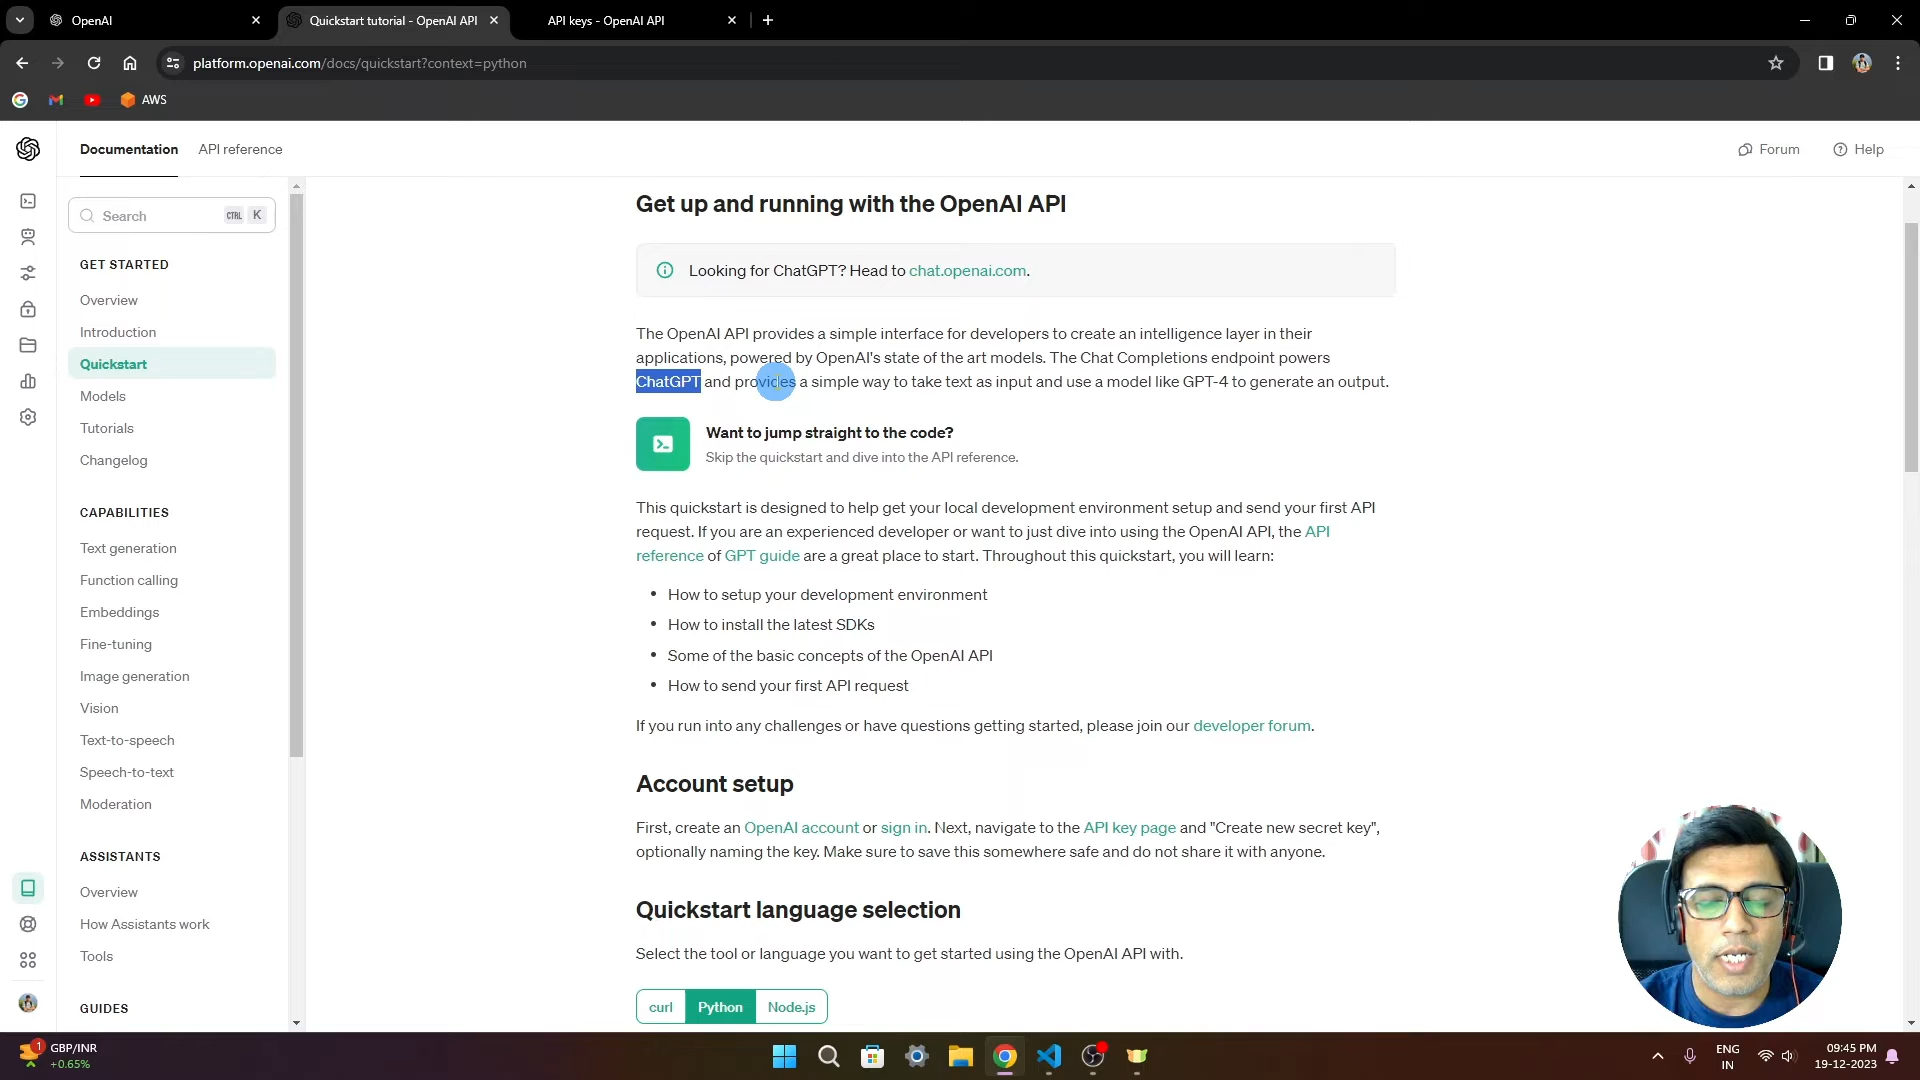 OpenAI
Quickstart tutorial - OpenAI API
API keys - OpenAI API
platform.openai.com/docs/quickstart?context=python
AWS
Documentation
API reference
Forum
Help
Search
CTRL
K
GET STARTED
Overview
Introduction
Quickstart
Models
Tutorials
Changelog
CAPABILITIES
Text generation
Function calling
Embeddings
Fine-tuning
Image generation
Vision
Text-to-speech
Speech-to-text
Moderation
ASSISTANTS
Overview
How Assistants work
Tools
GUIDES
Get up and running with the OpenAI API
Looking for ChatGPT? Head to chat.openai.com.
The OpenAI API provides a simple interface for developers to create an intelligence layer in their
applications, powered by OpenAI's state of the art models. The Chat Completions endpoint powers
ChatGPT and provides a simple way to take text as input and use a model like GPT-4 to generate an output.
Want to jump straight to the code?
Skip the quickstart and dive into the API reference.
This quickstart is designed to help get your local development environment setup and send your first API
request. If you are an experienced developer or want to just dive into using the OpenAI API, the API
reference of GPT guide are a great place to start. Throughout this quickstart, you will learn:
• How to setup your development environment
• How to install the latest SDKs
• Some of the basic concepts of the OpenAI API
• How to send your first API request
If you run into any challenges or have questions getting started, please join our developer forum.
Account setup
First, create an OpenAI account or sign in. Next, navigate to the API key page and "Create new secret key",
optionally naming the key. Make sure to save this somewhere safe and do not share it with anyone.
Quickstart language selection
Select the tool or language you want to get started using the OpenAI API with.
curl
Python
Node.js
1
GBP/INR
+0.65%
ENG
IN
09:45 PM
19-12-2023